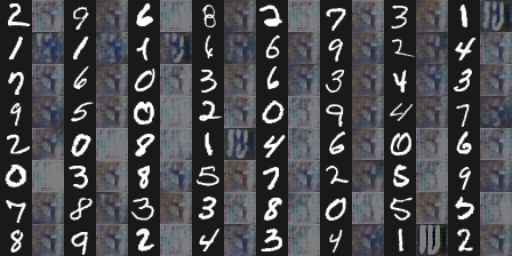 2 9 6 8 2 7 3 1
1 1 1 6 6 9 2 4
7 6 0 3 6 3 4 3
9 5 0 2 0 9 4 7
2 0 8 1 4 6 0 6
0 3 8 5 7 2 5 9
7 8 3 3 8 0 5 5
8 9 2 4 3 4 1 2